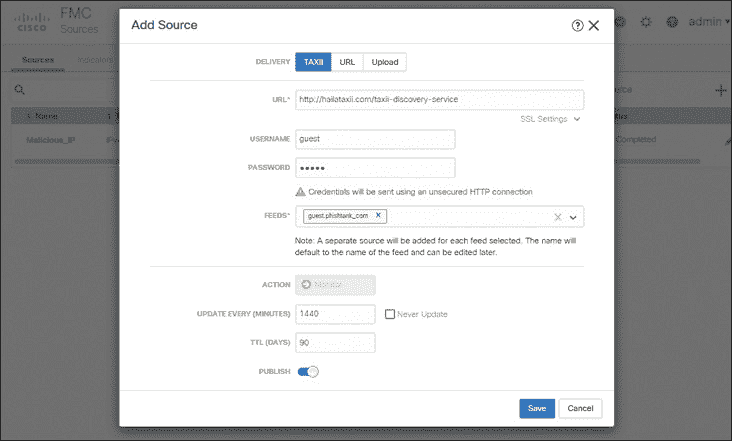 cisco
FMC
Sources
admin
Add Source
DELIVERY TAXII URL Upload
Sources
URL* http://hailataxii.com/taxii-discovery-service
SSL Settings
Name
USERNAME guest
Malicious_IP
Completed
PASSWORD •••••
Credentials will be sent using an unsecured HTTP connection
FEEDS* guest.phishtank_com X
Note: A separate source will be added for each feed selected. The name will
default to the name of the feed and can be edited later.
ACTION Monitor
UPDATE EVERY (MINUTES) 1440 Never Update
TTL (DAYS) 90
PUBLISH
Save Cancel